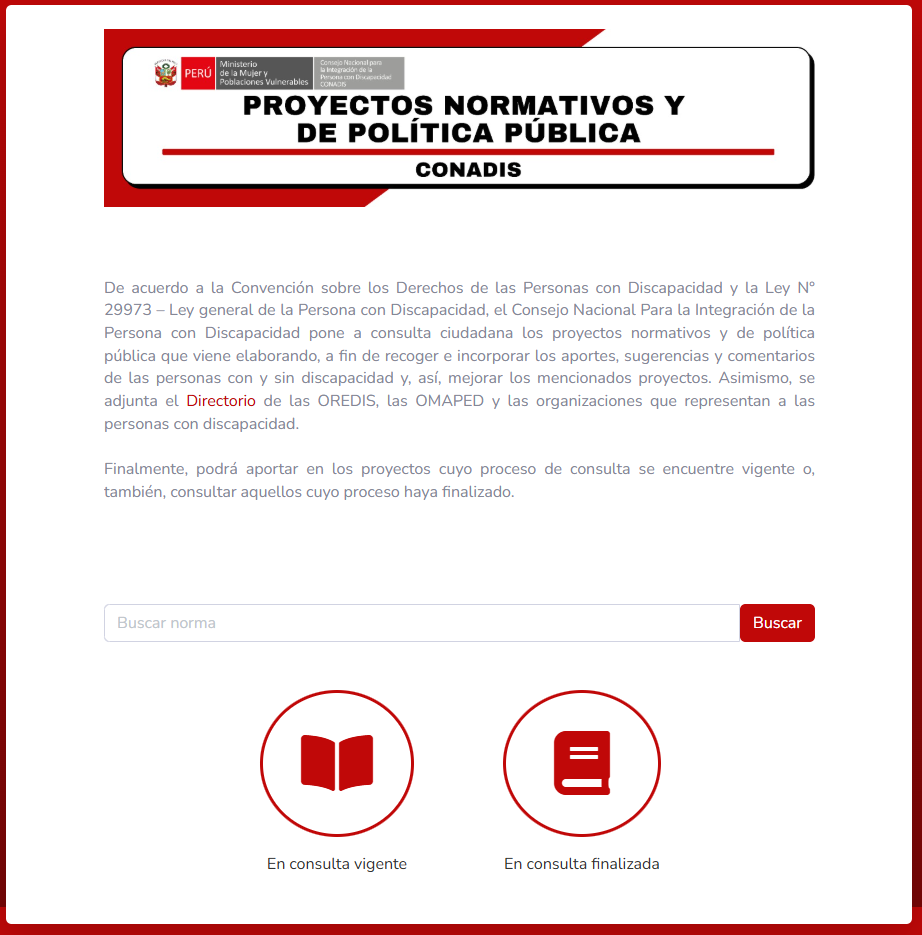 PERÚ
Ministerio
de la Mujer y
Poblaciones Vulnerables
Consejo Nacional para
la Integración de la
Persona con Discapacidad
CONADIS
PROYECTOS NORMATIVOS Y
DE POLÍTICA PÚBLICA
CONADIS
De acuerdo a la Convención sobre los Derechos de las Personas con Discapacidad y la Ley N°
29973 – Ley general de la Persona con Discapacidad, el Consejo Nacional Para la Integración de la
Persona con Discapacidad pone a consulta ciudadana los proyectos normativos y de política
pública que viene elaborando, a fin de recoger e incorporar los aportes, sugerencias y comentarios
de las personas con y sin discapacidad y, así, mejorar los mencionados proyectos. Asimismo, se
adjunta el Directorio de las OREDIS, las OMAPED y las organizaciones que representan a las
personas con discapacidad.
Finalmente, podrá aportar en los proyectos cuyo proceso de consulta se encuentre vigente o,
también, consultar aquellos cuyo proceso haya finalizado.
Buscar norma
Buscar
En consulta vigente
En consulta finalizada